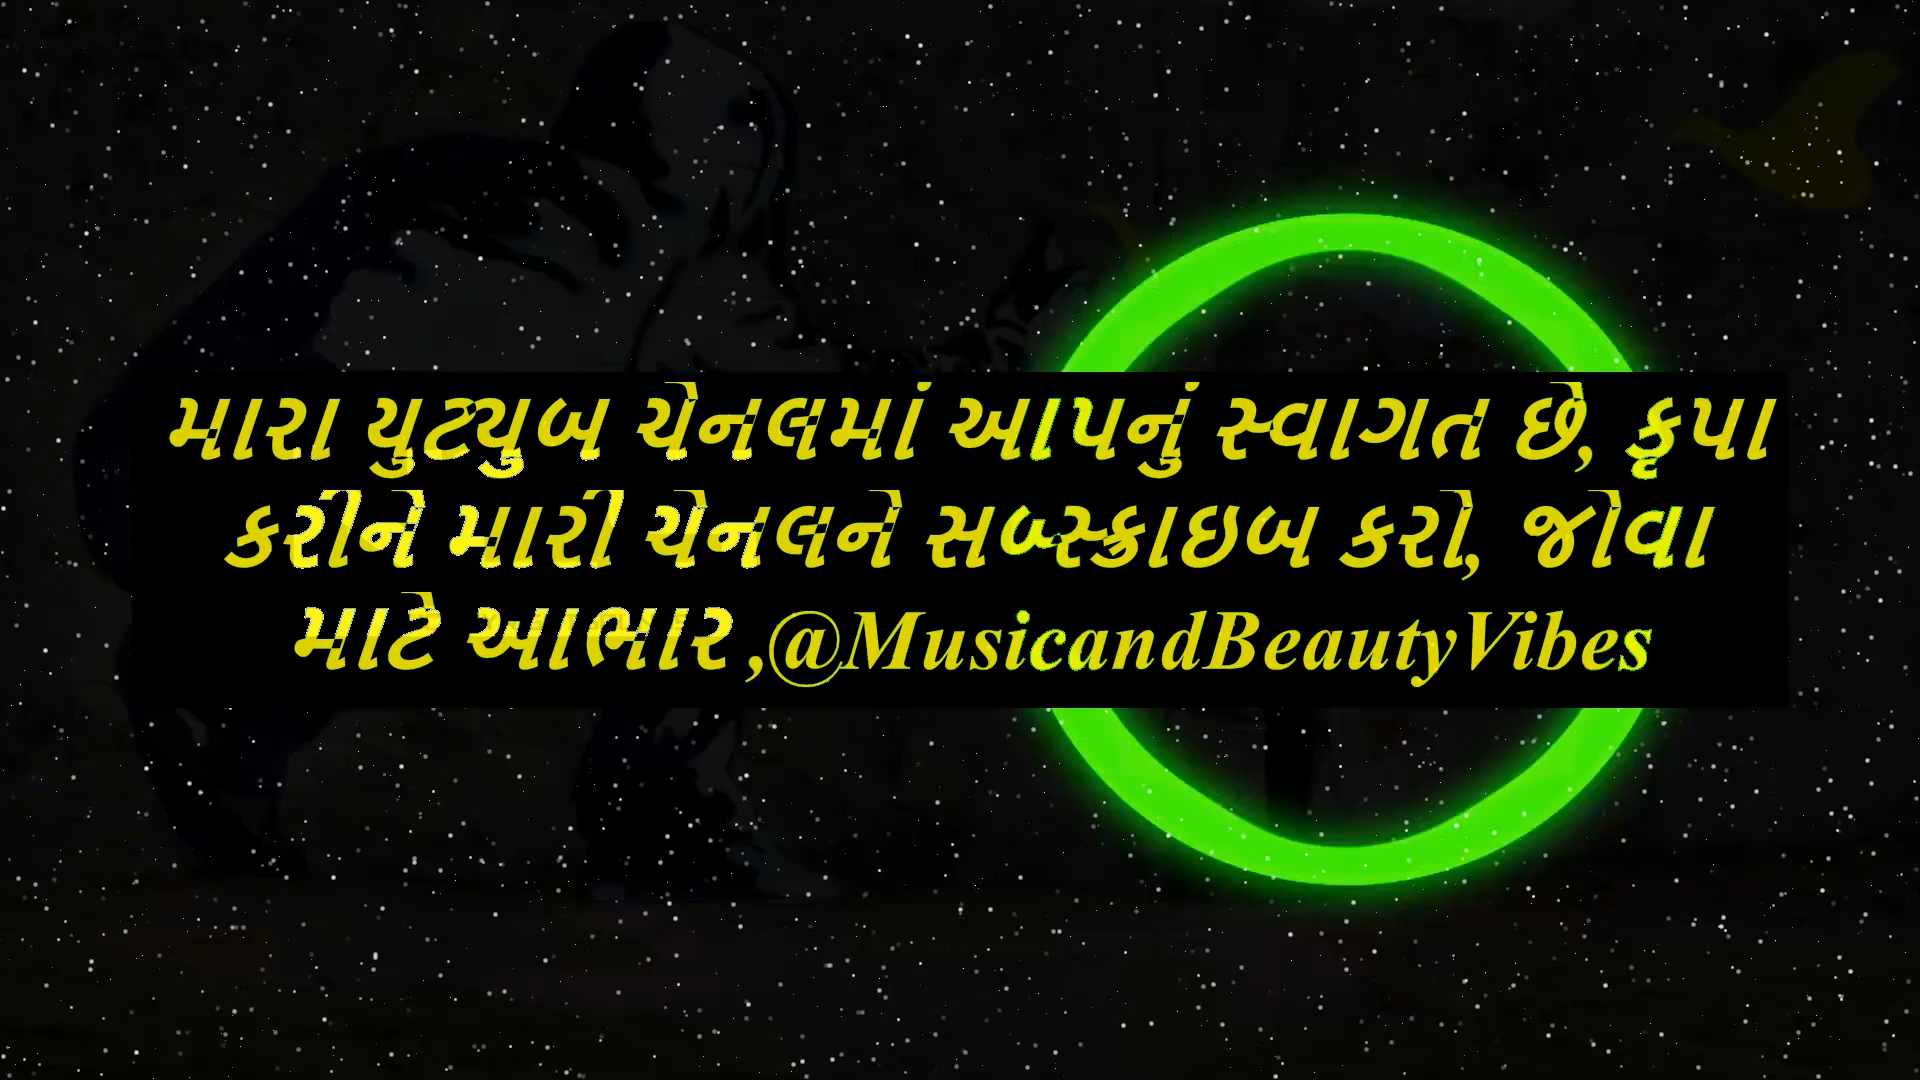 મારા યુટ્યુબ ચેનલમાં આપનું સ્વાગત છે, કૃપા
કરીને મારી ચેનલને સબ્સ્ક્રાઇબ કરો, જોવા
માટે આભાર ,@MusicandBeautyVibes